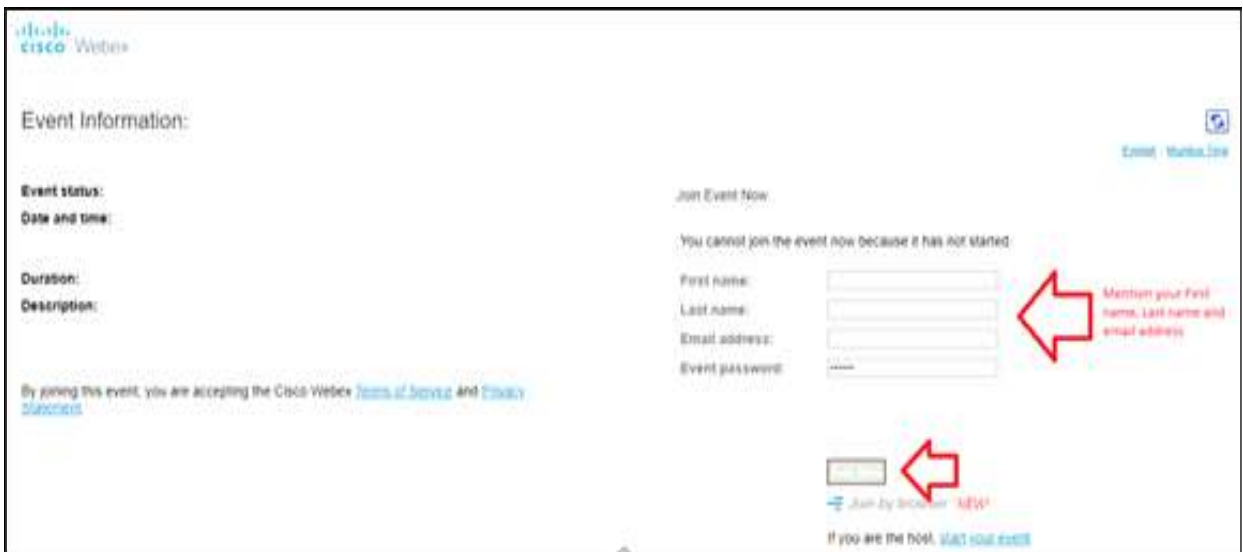 cisco Webex
Event Information:
English Mumbai Time
Event status:
Date and time:
Duration:
Description:
By joining this event, you are accepting the Cisco Webex Terms of Service and Privacy
Statement
Join Event Now
You cannot join the event now because it has not started
First name:
Last name:
Email address:
Event password:
Mention your First
name, Last name and
email address
Join by browser NEW!
If you are the host, start your event